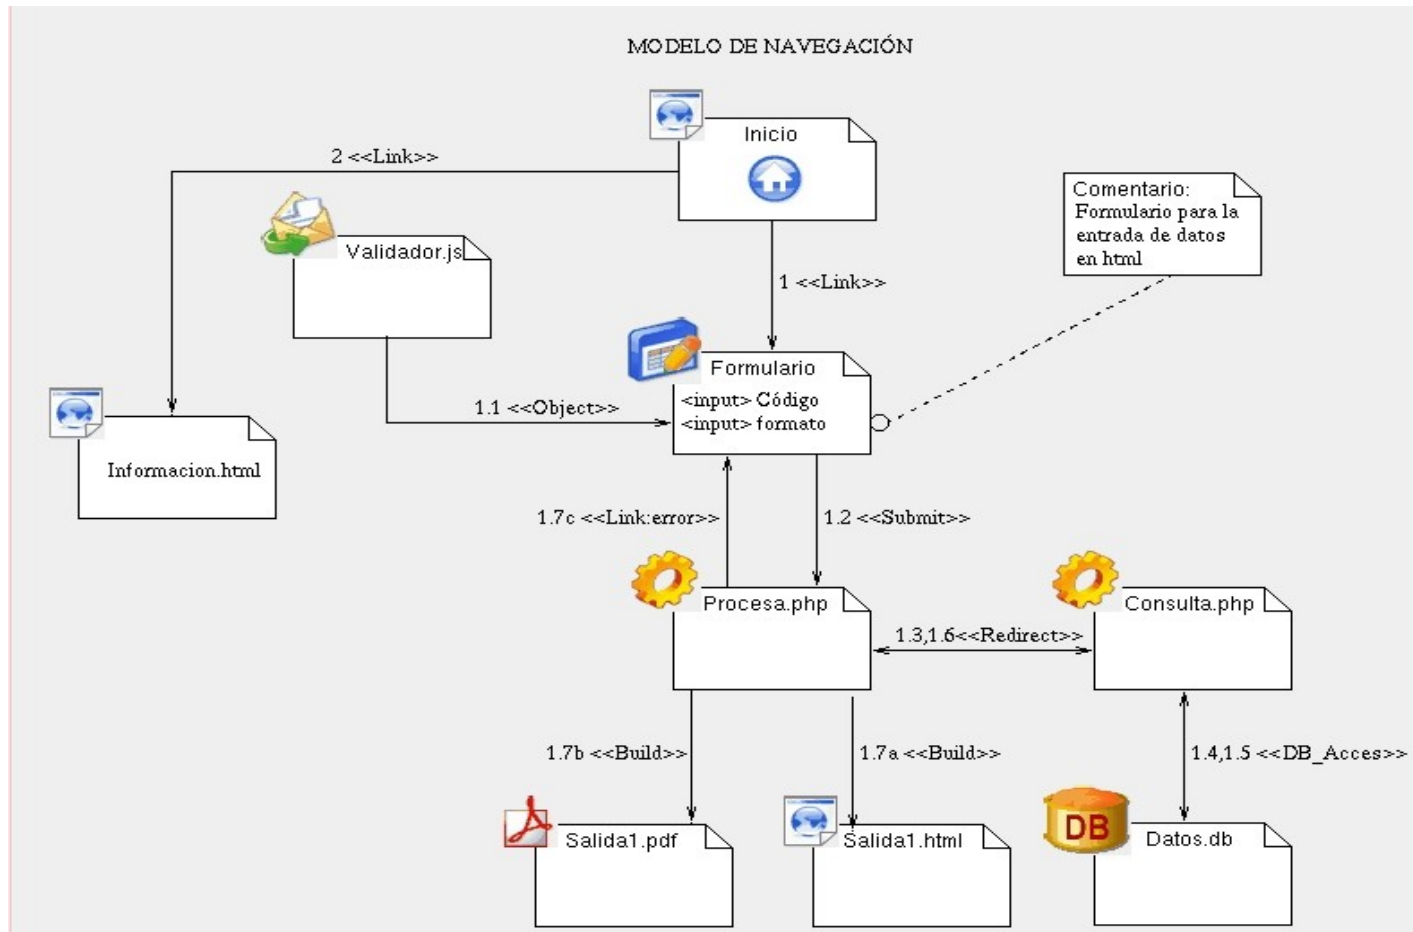 MODELO DE NAVEGACIÓN
Inicio
2 <<Link>>
Comentario:
Formulario para la
entrada de datos
en html
Validador.js
1 <<Link>>
Formulario
<input> Código
<input> formato
1.1 <<Object>>
Informacion.html
1.7c <<Link:error>>
1.2 <<Submit>>
Procesa.php
Consulta.php
1.3,1.6<<Redirect>>
1.7b <<Build>>
1.7a <<Build>>
1.4,1.5 <<DB_Acces>>
DB
Salida1.pdf
Salida1.html
Datos.db